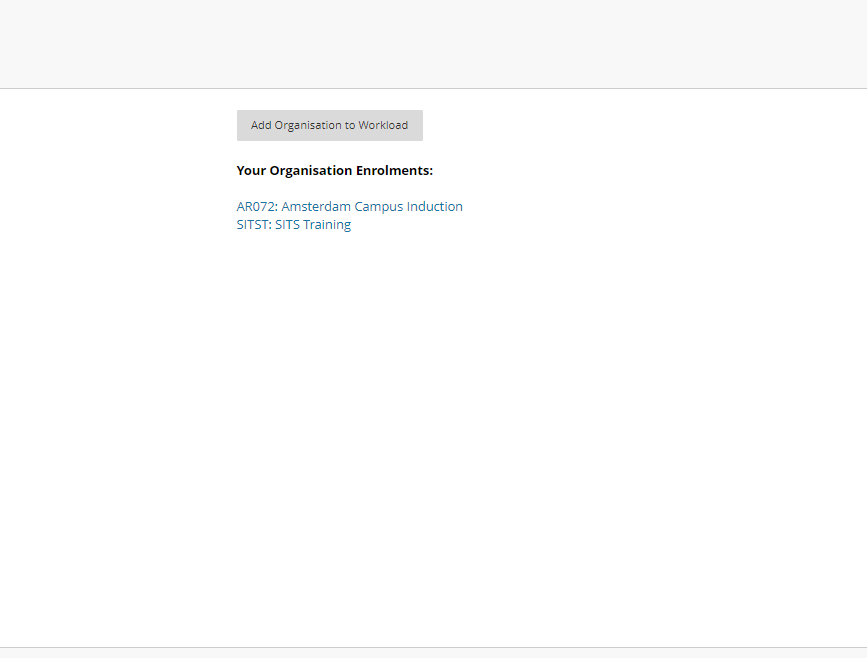 Add Organisation to Workload
Your Organisation Enrolments:
AR072: Amsterdam Campus Induction
SITST: SITS Training